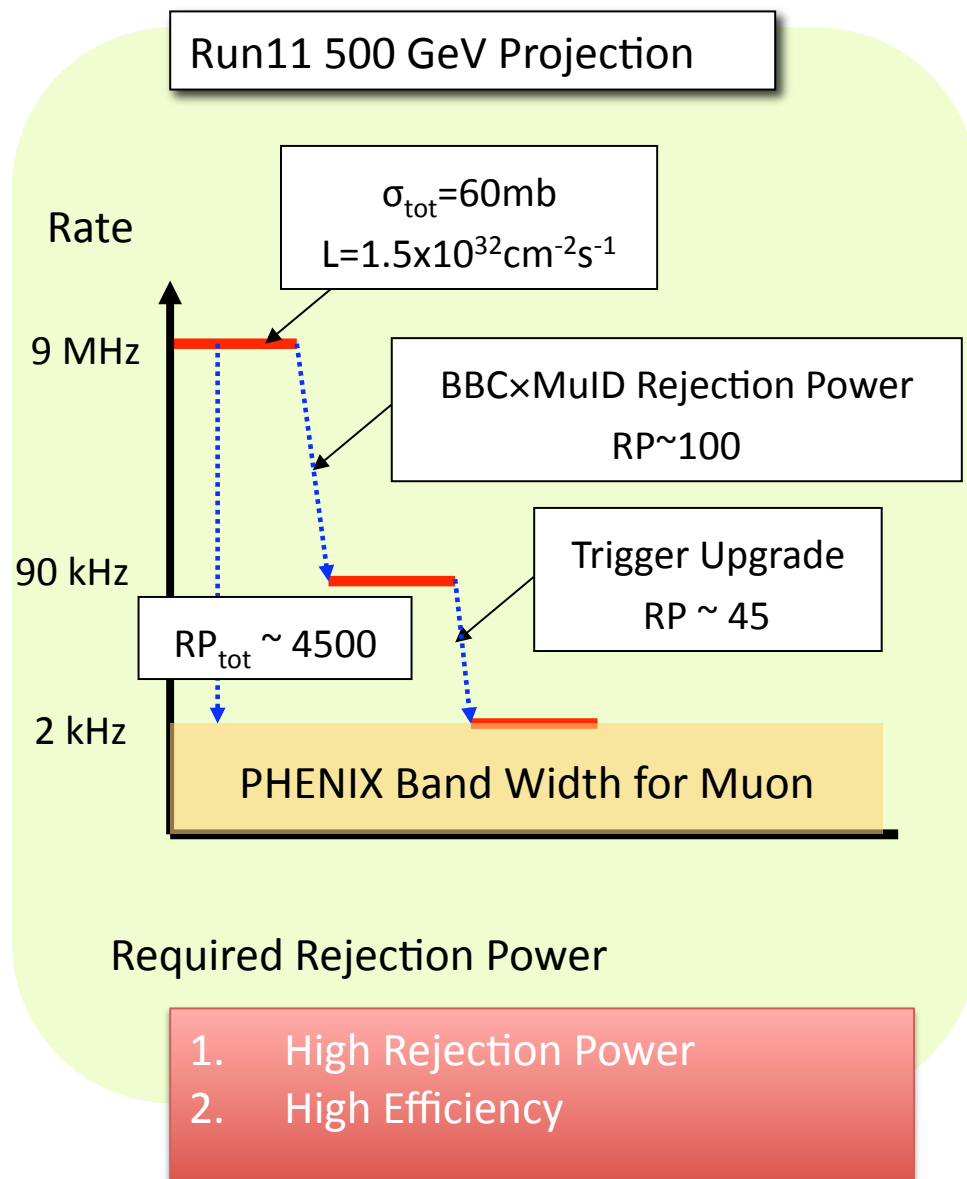 Run11 500 GeV Projection
σtot=60mb
L=1.5x10³²cm⁻²s⁻¹
Rate
9 MHz
BBC×MuID Rejection Power
RP~100
90 kHz
Trigger Upgrade
RP ~ 45
RPtot ~ 4500
2 kHz
PHENIX Band Width for Muon
Required Rejection Power
1. High Rejection Power
2. High Efficiency